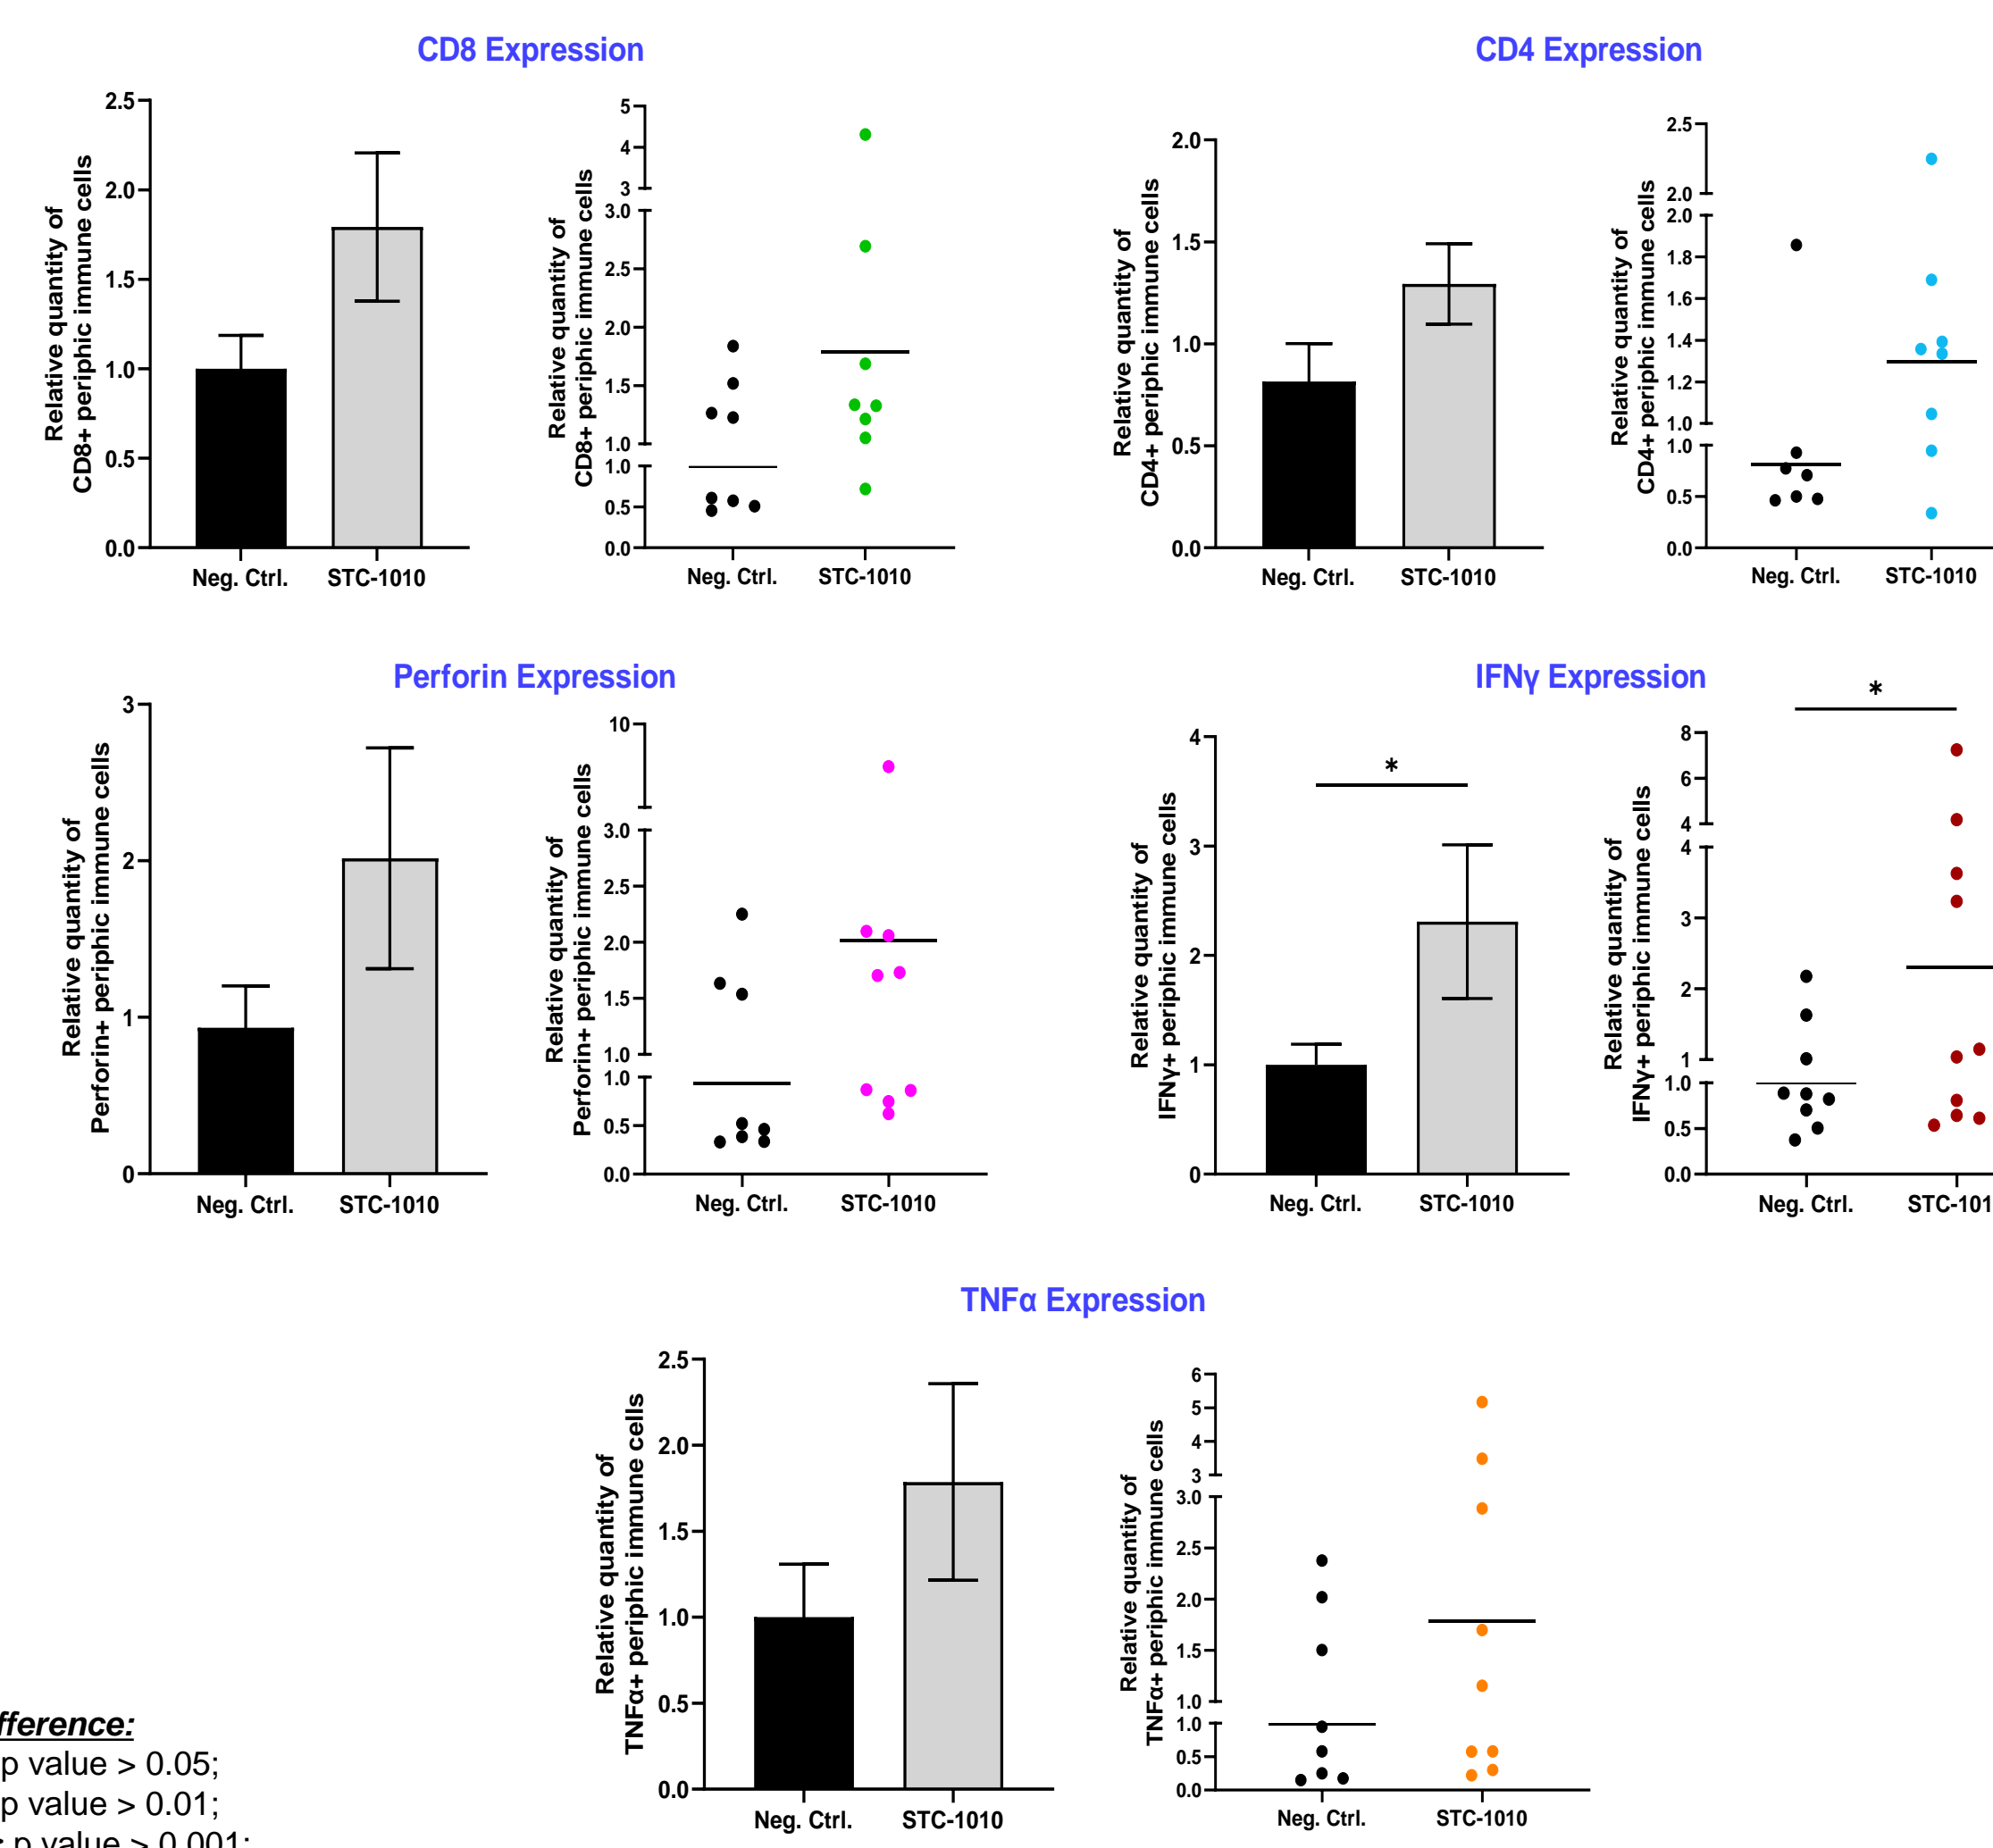 CD8 Expression
CD4 Expression
Relative quantity of
CD8+ periphic immune cells
2.5
2.0
1.5
1.0
0.5
0.0
Neg. Ctrl.
STC-1010
Relative quantity of
CD8+ periphic immune cells
5
4
3
3.0
2.5
2.0
1.5
1.0
1.0
0.5
0.0
Neg. Ctrl.
STC-1010
Relative quantity of
CD4+ periphic immune cells
2.0
1.5
1.0
0.5
0.0
Neg. Ctrl.
STC-1010
Relative quantity of
CD4+ periphic immune cells
2.5
2.0
2.0
1.8
1.6
1.4
1.2
1.0
1.0
0.5
0.0
Neg. Ctrl.
STC-1010
Perforin Expression
IFNγ Expression
Relative quantity of
Perforin+ periphic immune cells
3
2
1
0
Neg. Ctrl.
STC-1010
Relative quantity of
Perforin+ periphic immune cells
10
3.0
2.5
2.0
1.5
1.0
1.0
0.5
0.0
Neg. Ctrl.
STC-1010
Relative quantity of
IFNγ+ periphic immune cells
4
3
2
1
0
*
Neg. Ctrl.
STC-1010
Relative quantity of
IFNγ+ periphic immune cells
8
6
4
4
3
2
1
1.0
0.5
0.0
*
Neg. Ctrl.
STC-101
TNFα Expression
Relative quantity of
TNFα+ periphic immune cells
2.5
2.0
1.5
1.0
0.5
0.0
Neg. Ctrl.
STC-1010
Relative quantity of
TNFα+ periphic immune cells
6
5
4
3
3.0
2.5
2.0
1.5
1.0
1.0
0.5
0.0
Neg. Ctrl.
STC-1010
fference:
p value > 0.05;
p value > 0.01;
p value > 0.001;